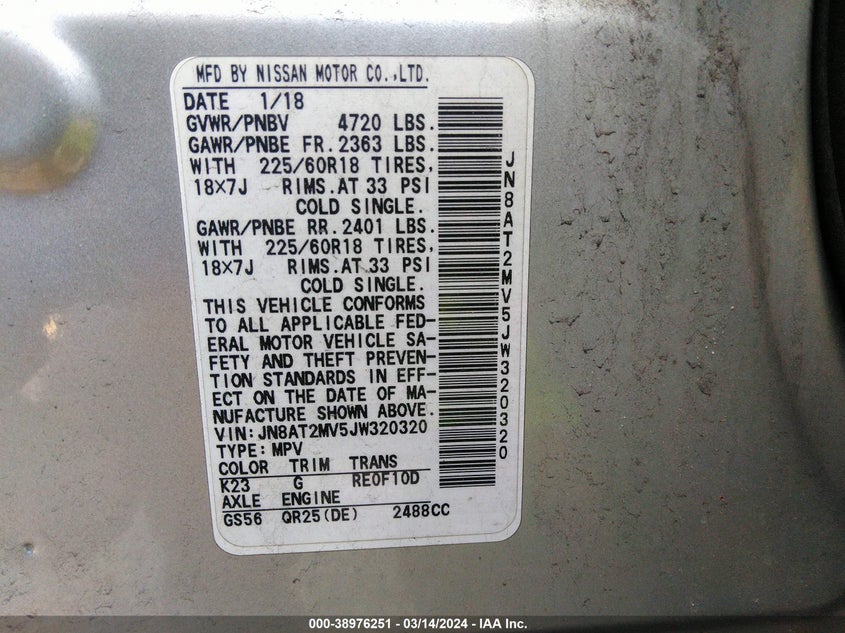 MFD BY NISSAN MOTOR CO.,LTD.
DATE 1/18
GVWR/PNBV 4720 LBS.
GAWR/PNBE FR. 2363 LBS.
WITH 225/60R18 TIRES,
18×7J RIMS. AT 33 PSI
COLD SINGLE.
GAWR/PNBE RR. 2401 LBS.
WITH 225/60R18 TIRES,
18×7J RIMS. AT 33 PSI
COLD SINGLE.
THIS VEHICLE CONFORMS
TO ALL APPLICABLE FED-
ERAL MOTOR VEHICLE SA-
FETY AND THEFT PREVEN-
TION STANDARDS IN EFF-
ECT ON THE DATE OF MA-
NUFACTURE SHOWN ABOVE.
VIN: JN8AT2MV5JW320320
TYPE: MPV
COLOR TRIM TRANS
K23 G RE0F10D
AXLE ENGINE
GS56 QR25(DE) 2488CC
JN8AT2MV5JW320320
000-38976251 - 03/14/2024 - IAA Inc.